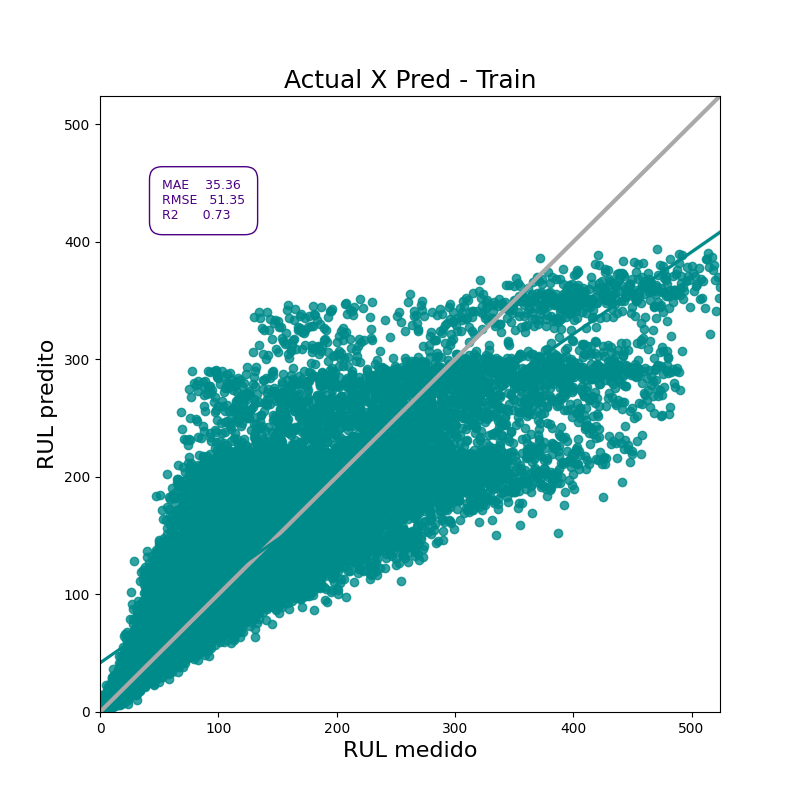 Actual X Pred - Train
500
400
300
200
100
0
MAE 35.36
RMSE 51.35
R2 0.73
0 100 200 300 400 500
RUL medido
RUL predito